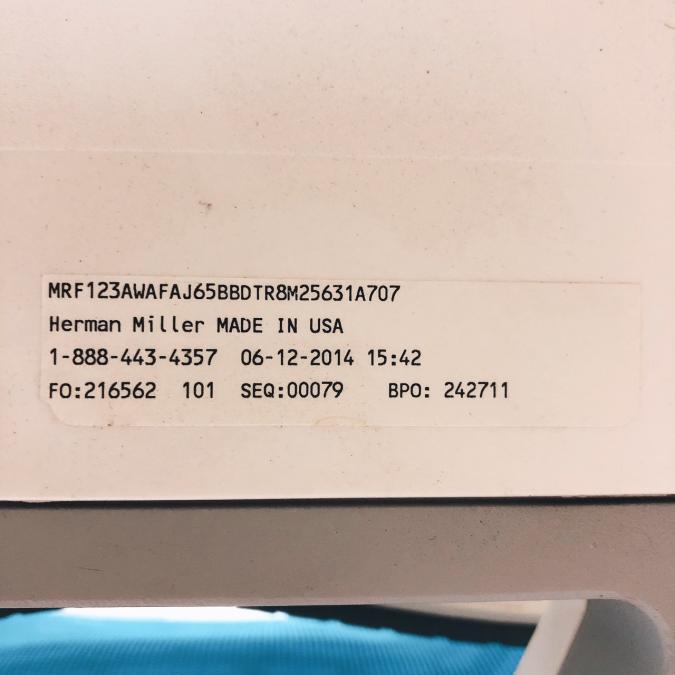 MRF123AWAFAJ65BBDTR8M25631A707
Herman Miller MADE IN USA
1-888-443-4357 06-12-2014 15:42
FO:216562 101 SEQ:00079 BPO: 242711